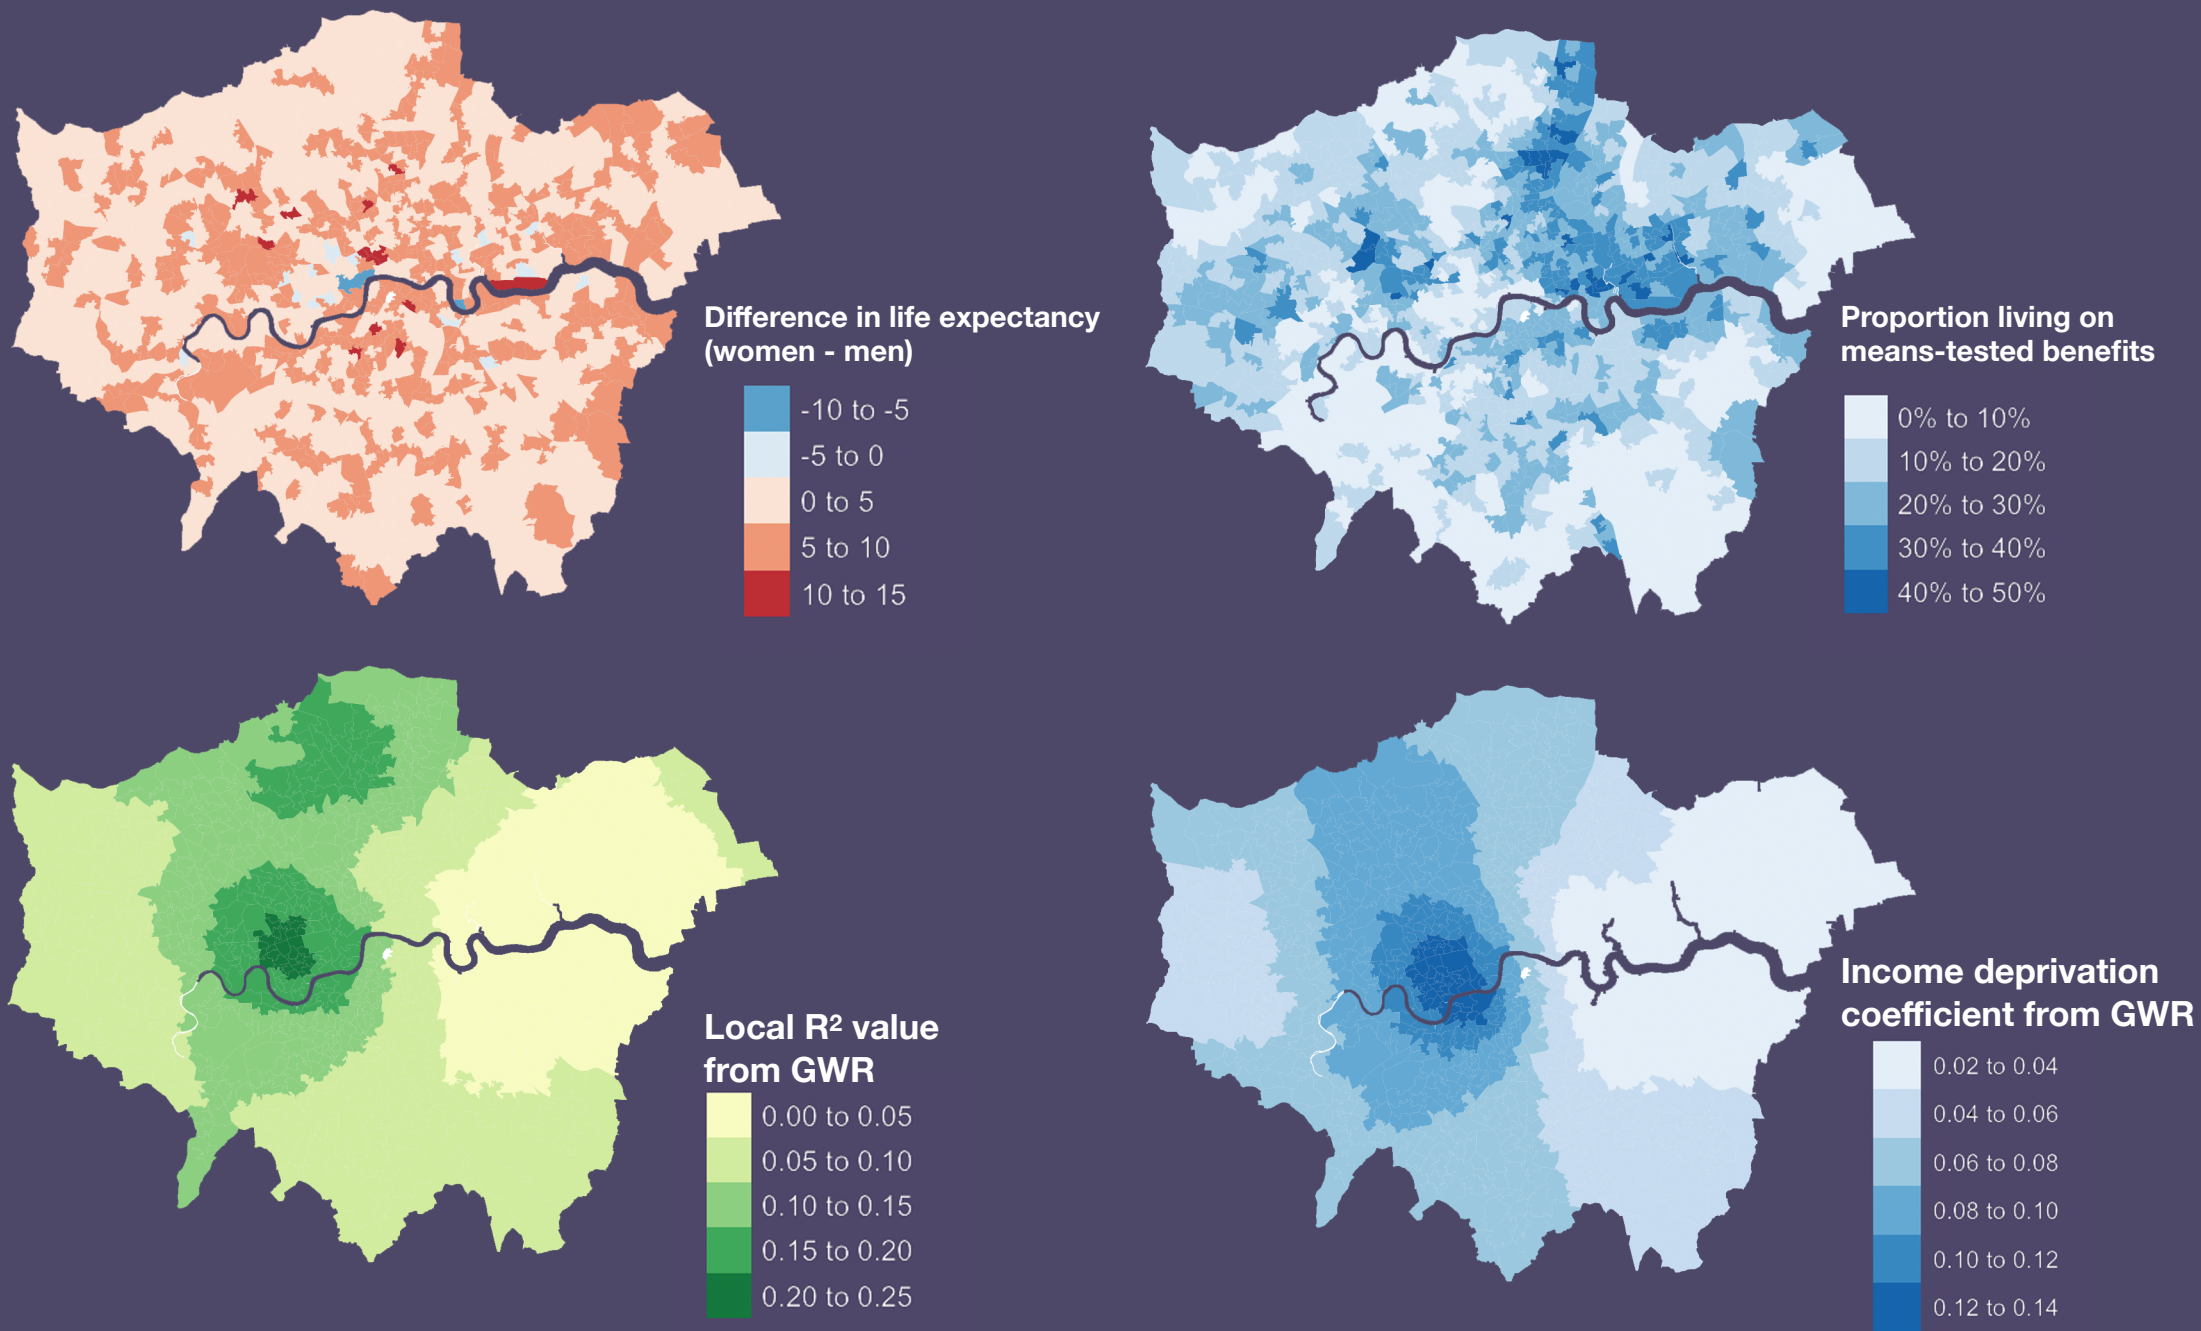 Difference in life expectancy
(women - men)
-10 to -5
-5 to 0
0 to 5
5 to 10
10 to 15
Proportion living on
means-tested benefits
0% to 10%
10% to 20%
20% to 30%
30% to 40%
40% to 50%
Local R² value
from GWR
0.00 to 0.05
0.05 to 0.10
0.10 to 0.15
0.15 to 0.20
0.20 to 0.25
Income deprivation
coefficient from GWR
0.02 to 0.04
0.04 to 0.06
0.06 to 0.08
0.08 to 0.10
0.10 to 0.12
0.12 to 0.14